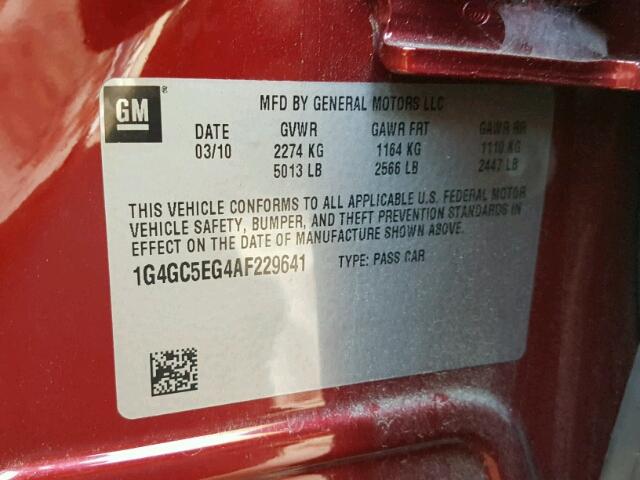 GM ®
MFD BY GENERAL MOTORS LLC
DATE GVWR GAWR FRT GAWR RR
03/10 2274 KG 1164 KG 1110 KG
5013 LB 2566 LB 2447 LB
THIS VEHICLE CONFORMS TO ALL APPLICABLE U.S. FEDERAL MOTOR
VEHICLE SAFETY, BUMPER, AND THEFT PREVENTION STANDARDS IN
EFFECT ON THE DATE OF MANUFACTURE SHOWN ABOVE.
1G4GC5EG4AF229641 TYPE: PASS CAR